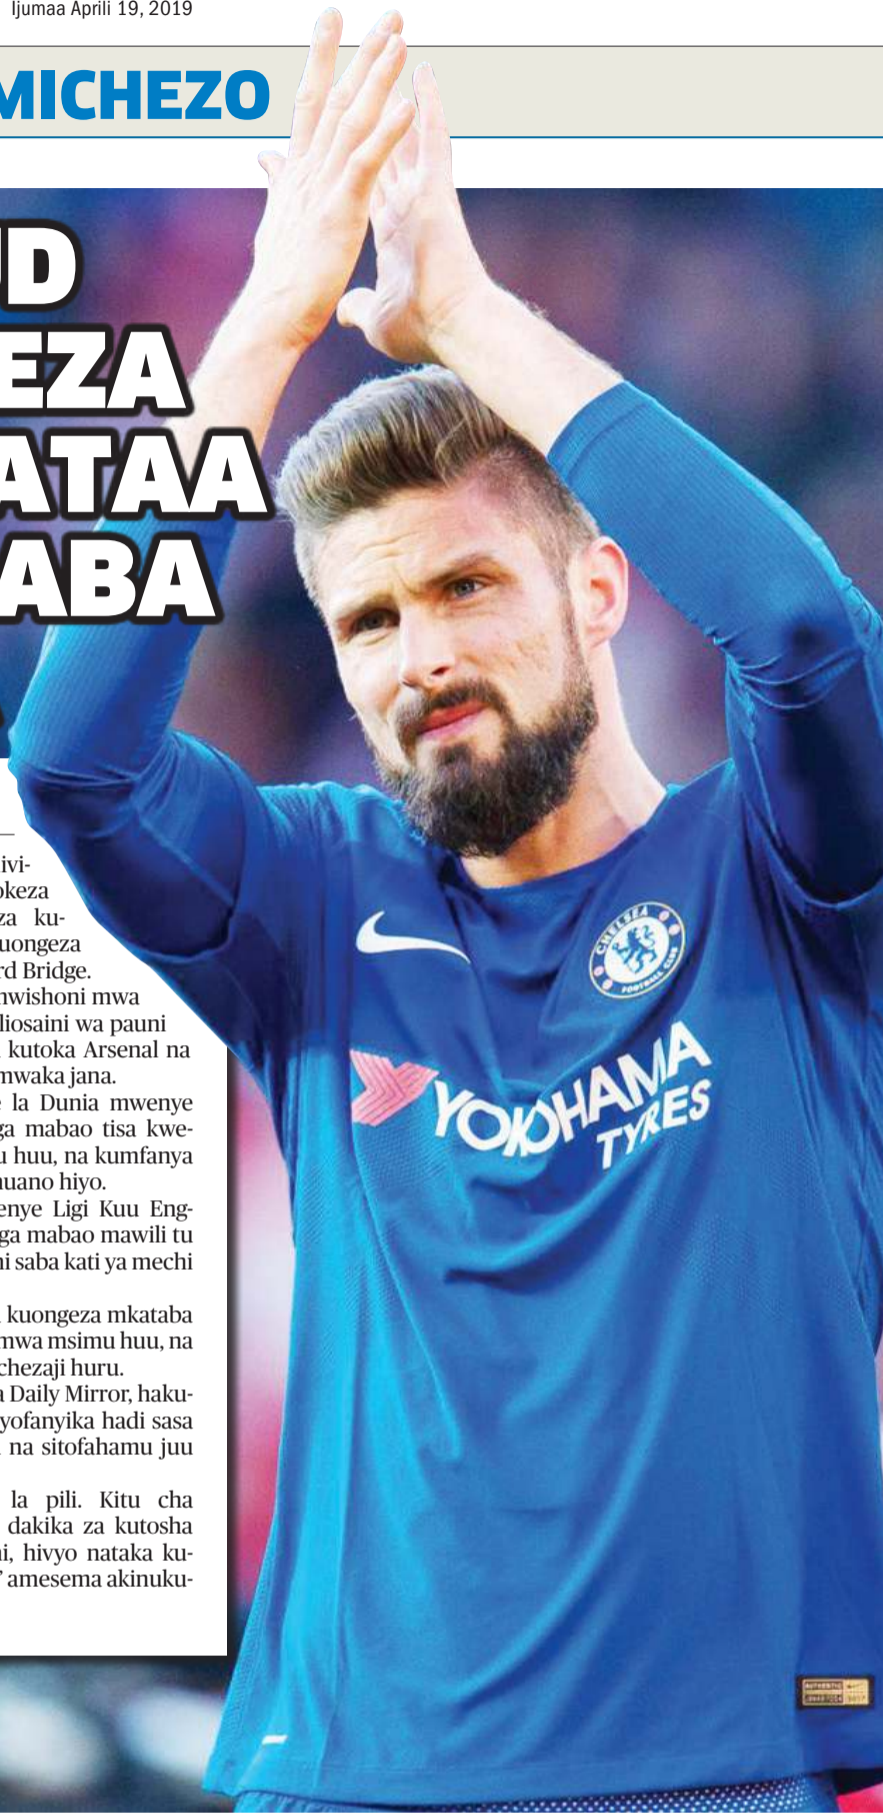 Ijumaa Aprili 19, 2019
MICHEZO
UD
EZA
ATAA
ABA
ivi-
okeza
za ku-
uongeza
rd Bridge.
nwishoni mwa
liosaini wa pauni
kutoka Arsenal na
mwaka jana.
e la Dunia mwenye
ga mabao tisa kwe-
u huu, na kumfanya
nuano hiyo.
enye Ligi Kuu Eng-
ga mabao mawili tu
ni saba kati ya mechi
kuongeza mkataba
mwa msimu huu, na
chezaji huru.
a Daily Mirror, haku-
yofanyika hadi sasa
na sitofahamu juu
la pili. Kitu cha
dakika za kutosha
ni, hivyo nataka ku-
” amesema akinuku-
CHELSEA
FOOTBALL CLUB
YOKOHAMA
TYRES
AUTHENTIC